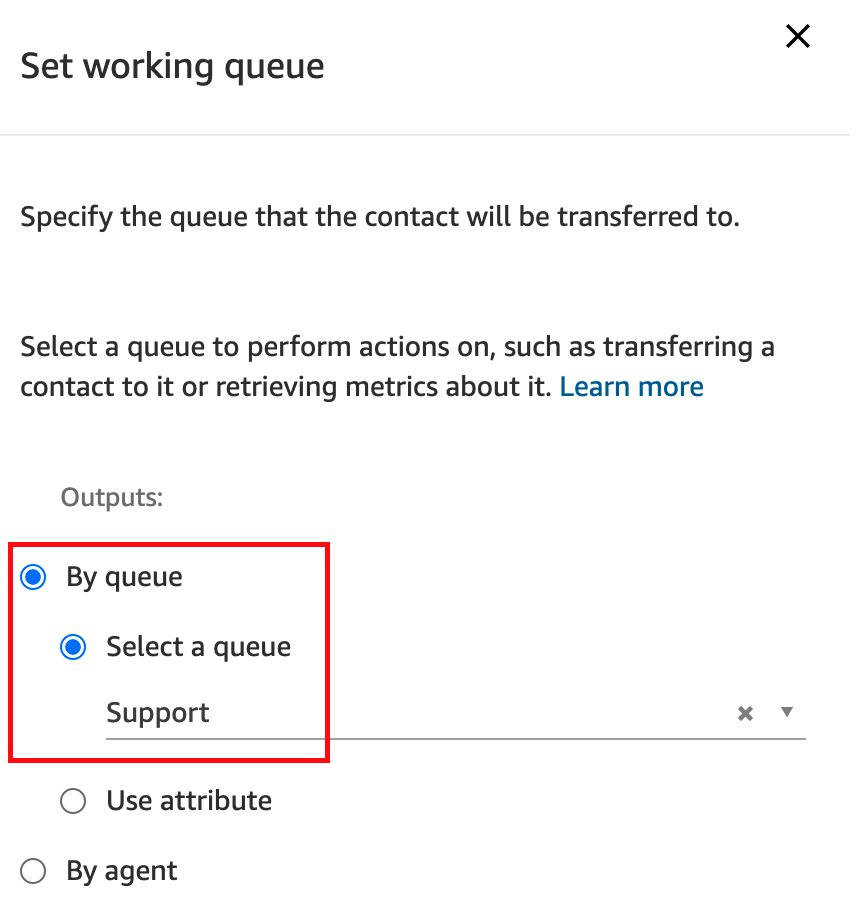 Set working queue
Specify the queue that the contact will be transferred to.
Select a queue to perform actions on, such as transferring a
contact to it or retrieving metrics about it. Learn more
Outputs:
By queue
Select a queue
Support
Use attribute
By agent